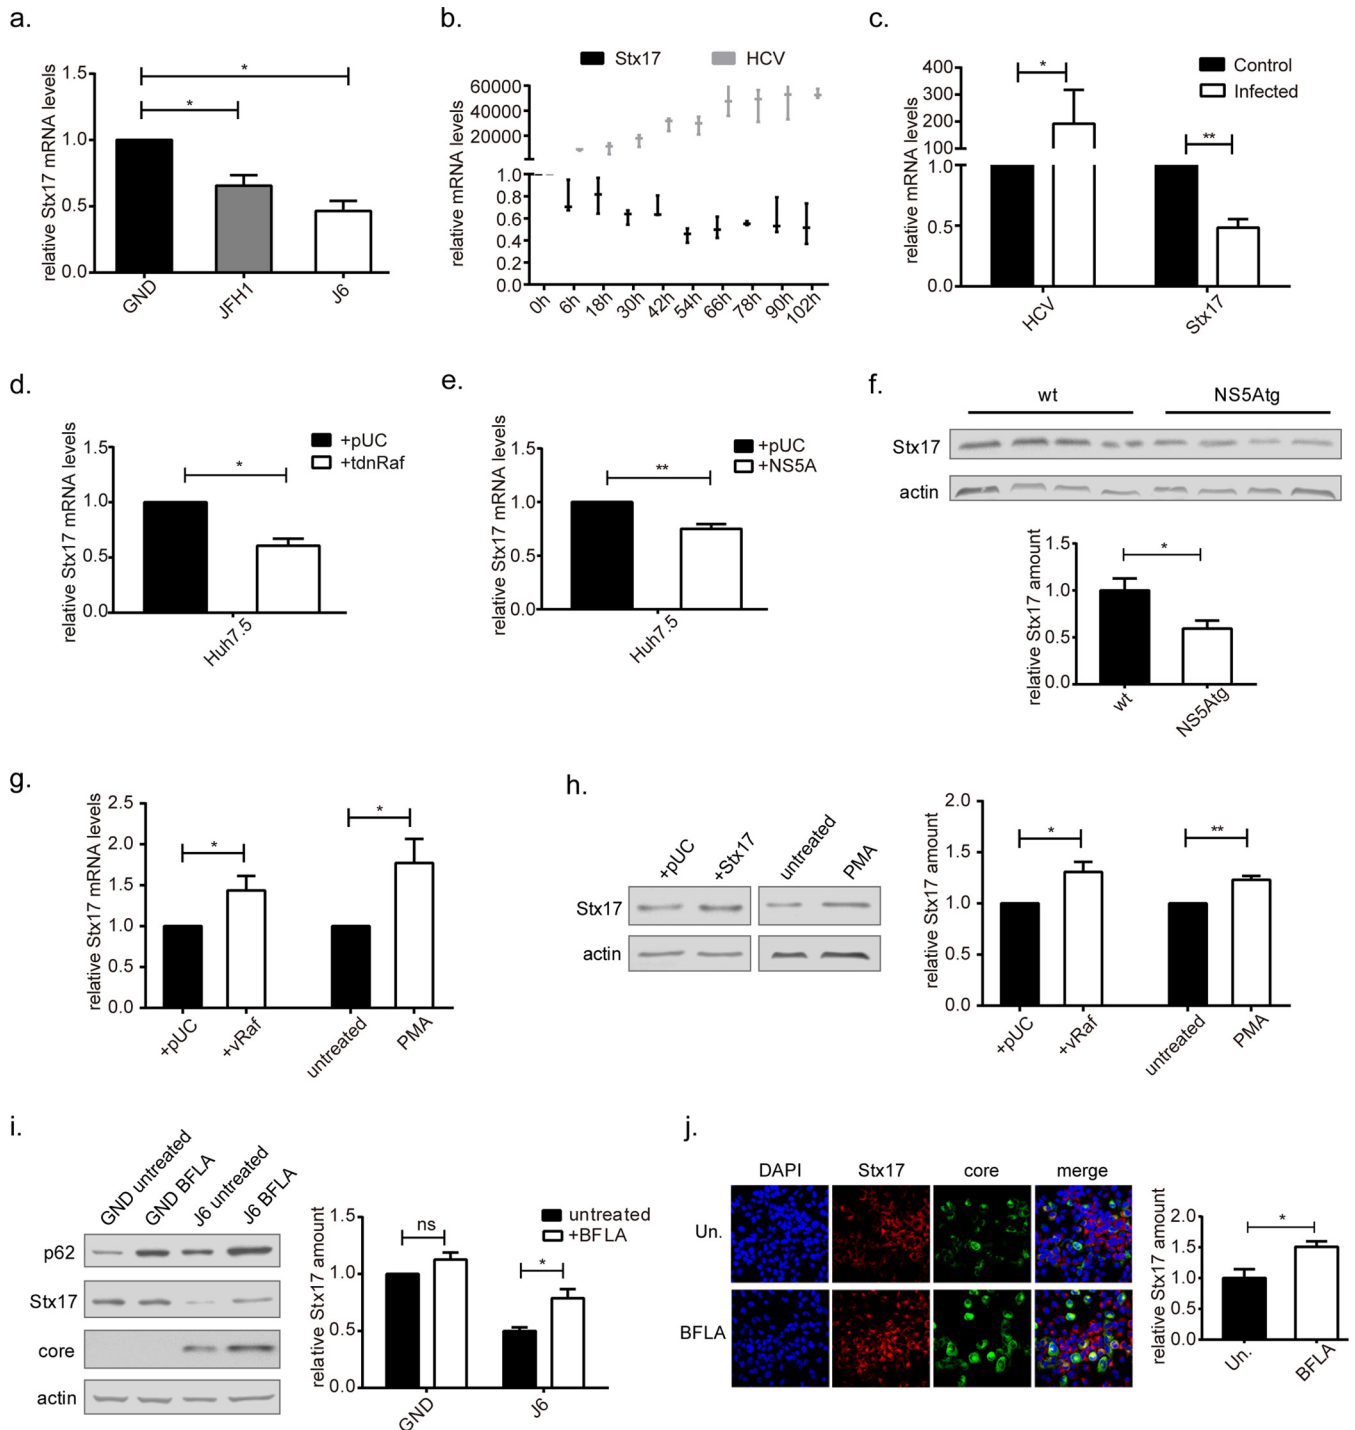 a.
relative Stx17 mRNA levels
1.5
1.0
0.5
0.0
*
*
GND
JFH1
J6
b.
Stx17
HCV
relative mRNA levels
60000
40000
20000
1.0
0.8
0.6
0.4
0.2
0.0
0h
6h
18h
30h
42h
54h
66h
78h
90h
102h
c.
Control
Infected
relative mRNA levels
400
300
200
100
1.0
0.5
0.0
*
**
HCV
Stx17
d.
+pUC
+tdnRaf
relative Stx17 mRNA levels
1.5
1.0
0.5
0.0
*
Huh7.5
e.
+pUC
+NS5A
relative Stx17 mRNA levels
1.5
1.0
0.5
0.0
**
Huh7.5
f.
wt
NS5Atg
Stx17
actin
relative Stx17 amount
1.5
1.0
0.5
0.0
*
wt
NS5Atg
g.
relative Stx17 mRNA levels
2.5
2.0
1.5
1.0
0.5
0.0
*
*
+pUC
+vRaf
untreated
PMA
h.
+pUC
+Stx17
untreated
PMA
Stx17
actin
relative Stx17 amount
2.0
1.5
1.0
0.5
0.0
*
**
+pUC
+vRaf
untreated
PMA
i.
GND untreated
GND BFLA
J6 untreated
J6 BFLA
p62
Stx17
core
actin
untreated
+BFLA
relative Stx17 amount
1.5
1.0
0.5
0.0
ns
*
GND
J6
j.
DAPI
Stx17
core
merge
Un.
BFLA
relative Stx17 amount
2.0
1.5
1.0
0.5
0.0
*
Un.
BFLA